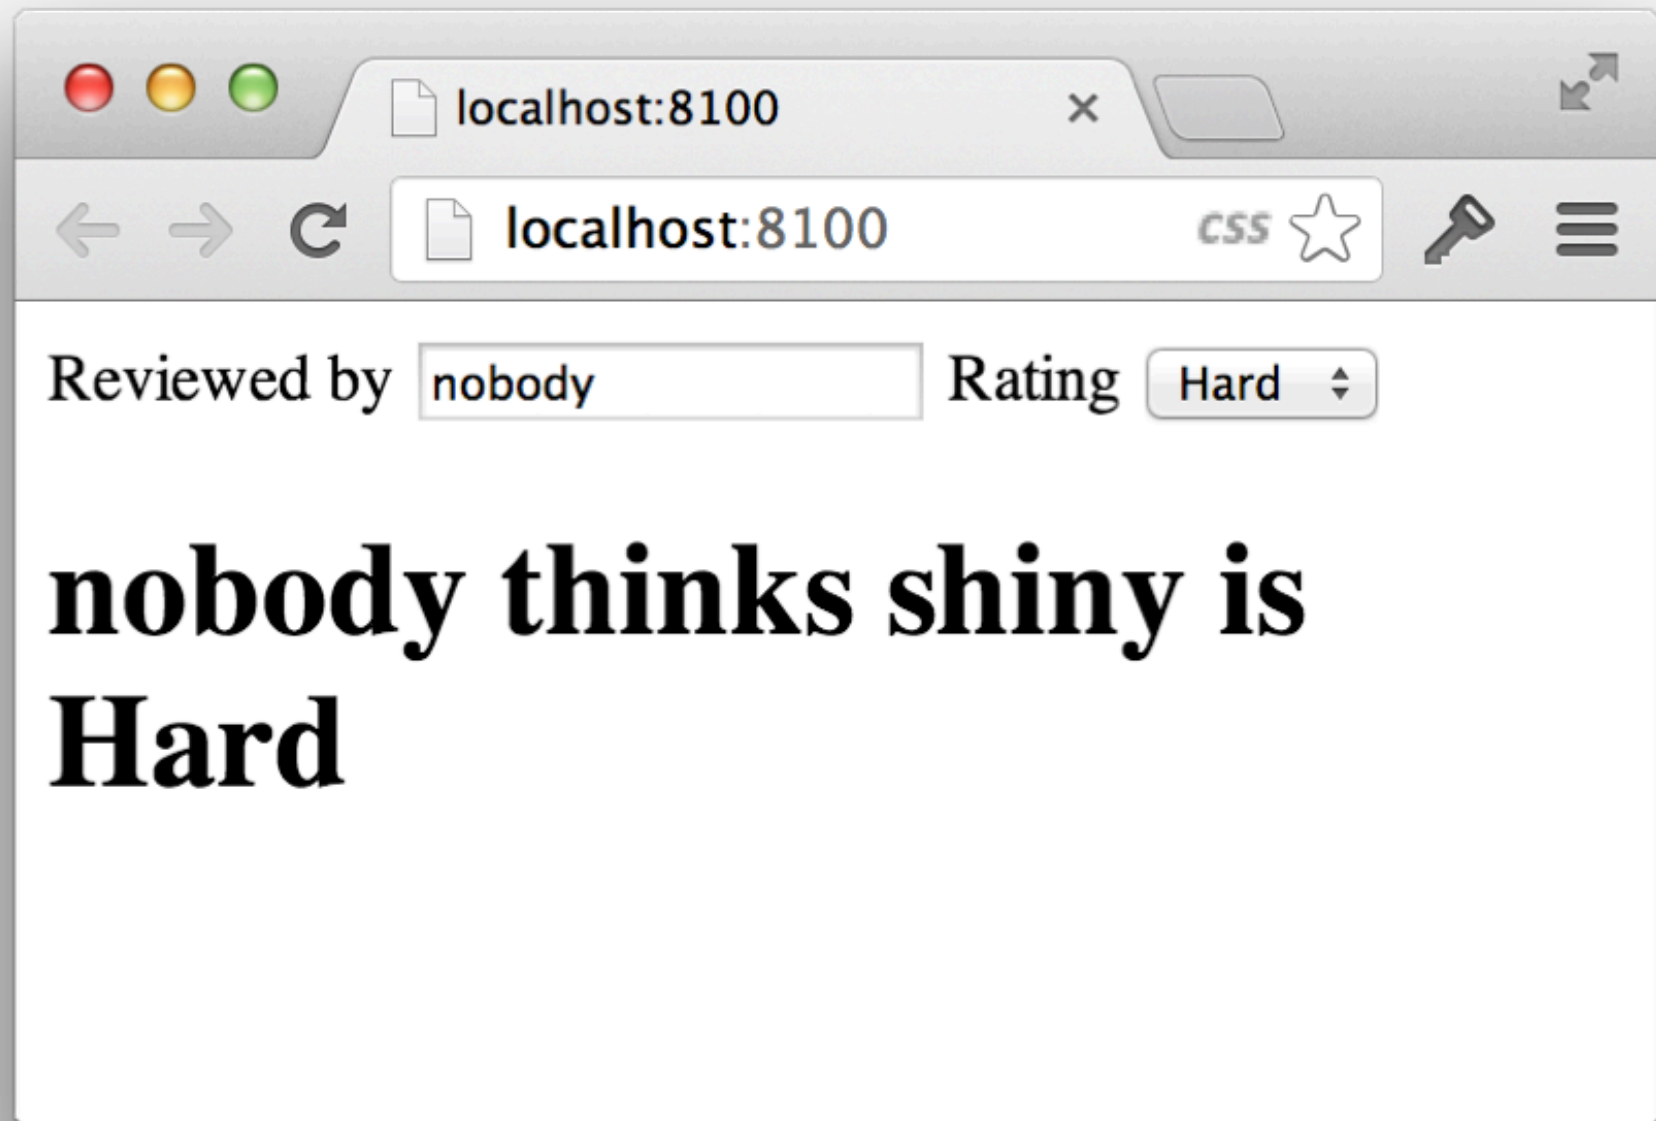 localhost:8100
localhost:8100 CSS
Reviewed by nobody Rating Hard
nobody thinks shiny is
Hard